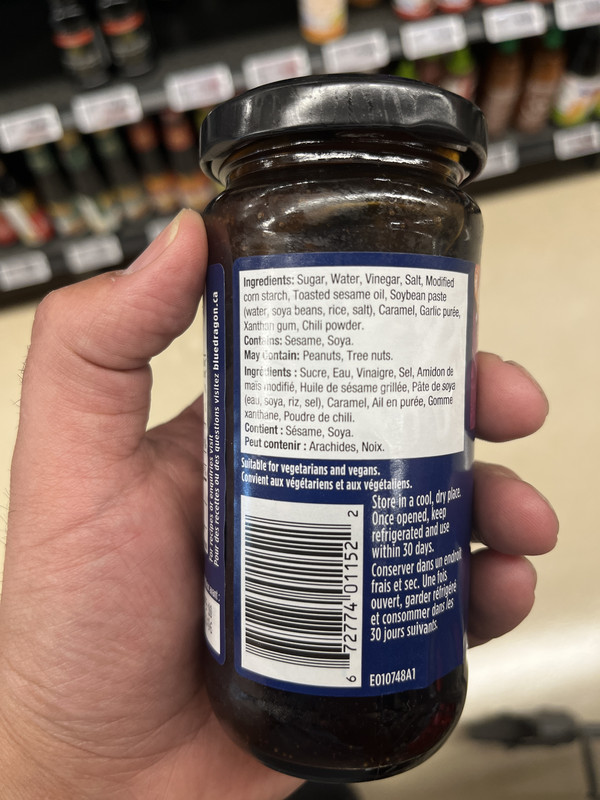 Ingredients: Sugar, Water, Vinegar, Salt, Modified
corn starch, Toasted sesame oil, Soybean paste
(water, soya beans, rice, salt), Caramel, Garlic purée,
Xanthan gum, Chili powder.
Contains: Sesame, Soya.
May Contain: Peanuts, Tree nuts.
Ingrédients : Sucre, Eau, Vinaigre, Sel, Amidon de
maïs modifié, Huile de sésame grillée, Pâte de soya
(eau, soya, riz, sel), Caramel, Ail en purée, Gomme
xanthane, Poudre de chili.
Contient : Sésame, Soya.
Peut contenir : Arachides, Noix.
Suitable for vegetarians and vegans.
Convient aux végétariens et aux végétaliens.
Store in a cool, dry place.
Once opened, keep
refrigerated and use
within 30 days.
Conserver dans un endroit
frais et sec. Une fois
ouvert, garder réfrigéré
et consommer dans les
30 jours suivants.
6 72774 01152 2
E010748A1
For recipes or enquiries visit
Pour des recettes ou des questions visitez bluedragon.ca